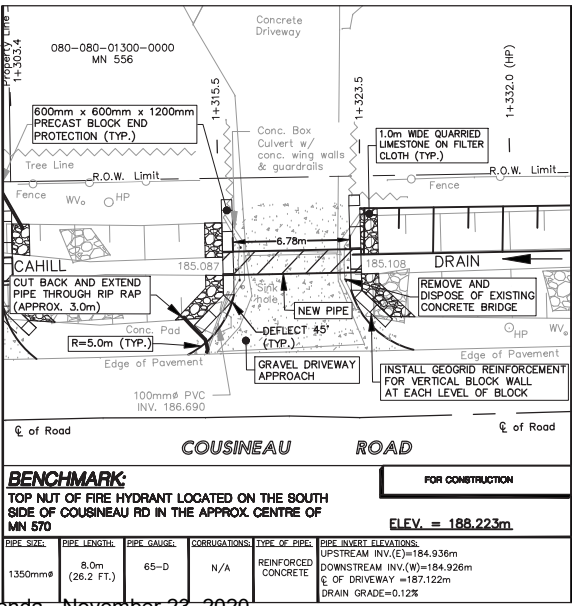 Concrete
Driveway
Property Line
1+303.4
080-080-01300-0000
MN 556
1+315.5
1+323.5
1+332.0 (HP)
600mm x 600mm x 1200mm
PRECAST BLOCK END
PROTECTION (TYP.)
Conc. Box
Culvert w/
conc. wing walls
& guardrails
1.0m WIDE QUARRIED
LIMESTONE ON FILTER
CLOTH (TYP.)
Tree Line
R.O.W. Limit
R.O.W. Limit
Fence
WV
HP
Fence
6.78m
CAHILL
185.087
185.108
DRAIN
CUT BACK AND EXTEND
PIPE THROUGH RIP RAP
(APPROX. 3.0m)
Sink
hole
NEW PIPE
REMOVE AND
DISPOSE OF EXISTING
CONCRETE BRIDGE
Conc. Pad
R=5.0m (TYP.)
DEFLECT 45'
(TYP.)
HP
WV
Edge of Pavement
GRAVEL DRIVEWAY
APPROACH
Edge of Pavement
INSTALL GEOGRID REINFORCEMENT
FOR VERTICAL BLOCK WALL
AT EACH LEVEL OF BLOCK
100mmø PVC
INV. 186.690
℄ of Road
℄ of Road
COUSINEAU ROAD
BENCHMARK:
TOP NUT OF FIRE HYDRANT LOCATED ON THE SOUTH
SIDE OF COUSINEAU RD IN THE APPROX. CENTRE OF
MN 570
FOR CONSTRUCTION
ELEV. = 188.223m
PIPE SIZE:
1350mmø
PIPE LENGTH:
8.0m
(26.2 FT.)
PIPE GAUGE:
65-D
CORRUGATIONS:
N/A
TYPE OF PIPE:
REINFORCED
CONCRETE
PIPE INVERT ELEVATIONS:
UPSTREAM INV.(E)=184.936m
DOWNSTREAM INV.(W)=184.926m
℄ OF DRIVEWAY =187.122m
DRAIN GRADE=0.12%
November 23, 2020